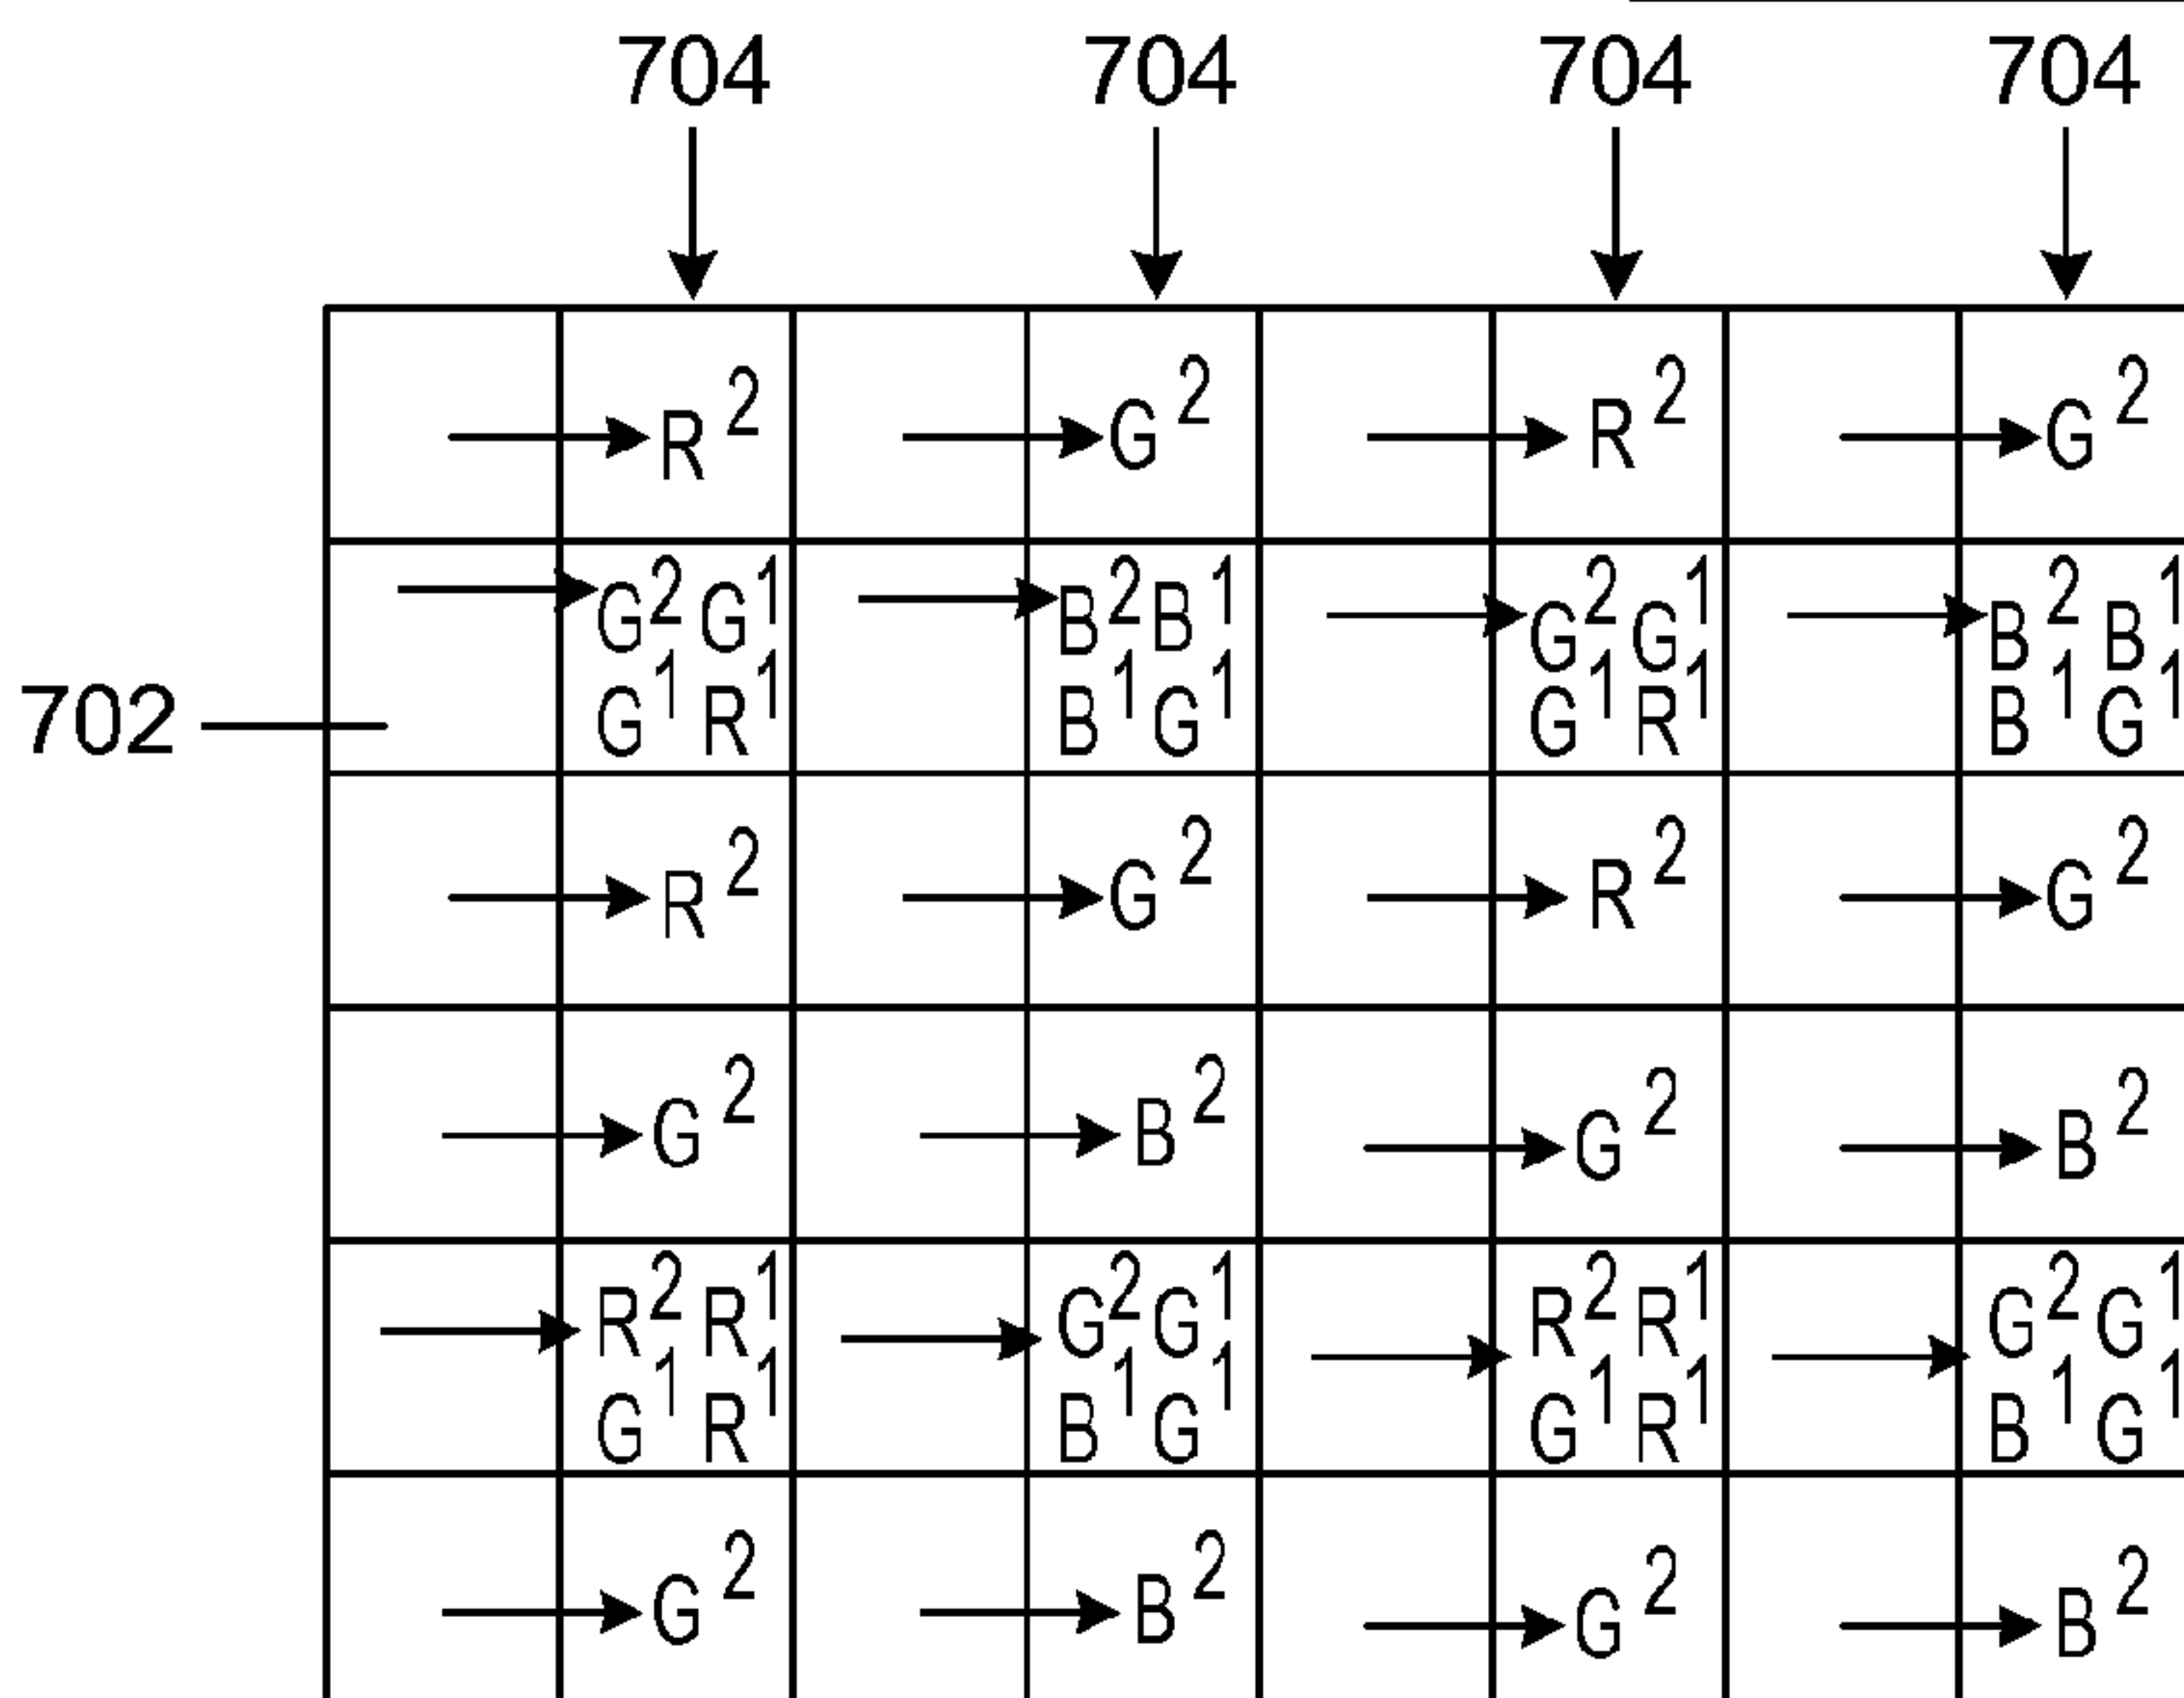 704 704 704 704
R² G² R² G²
G²G¹ B²B¹ G²G¹ B²B¹
G¹R¹ B¹G¹ G¹R¹ B¹G¹
702
R² G² R² G²
G² B² G² B²
R²R¹ G²G¹ R²R¹ G²G¹
G¹R¹ B¹G¹ G¹R¹ B¹G¹
G² B² G² B²